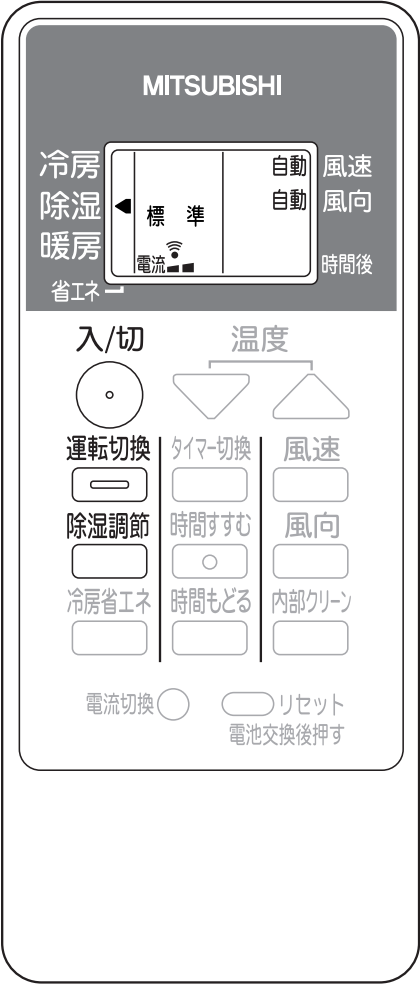 MITSUBISHI
冷房 自動 風速
除湿 標 準 自動 風向
暖房 電流 時間後
省エネ
入/切 温度
運転切換 タイマー切換 風速
除湿調節 時間すすむ 風向
冷房省エネ 時間もどる 内部クリーン
電流切換 リセット
電池交換後押す